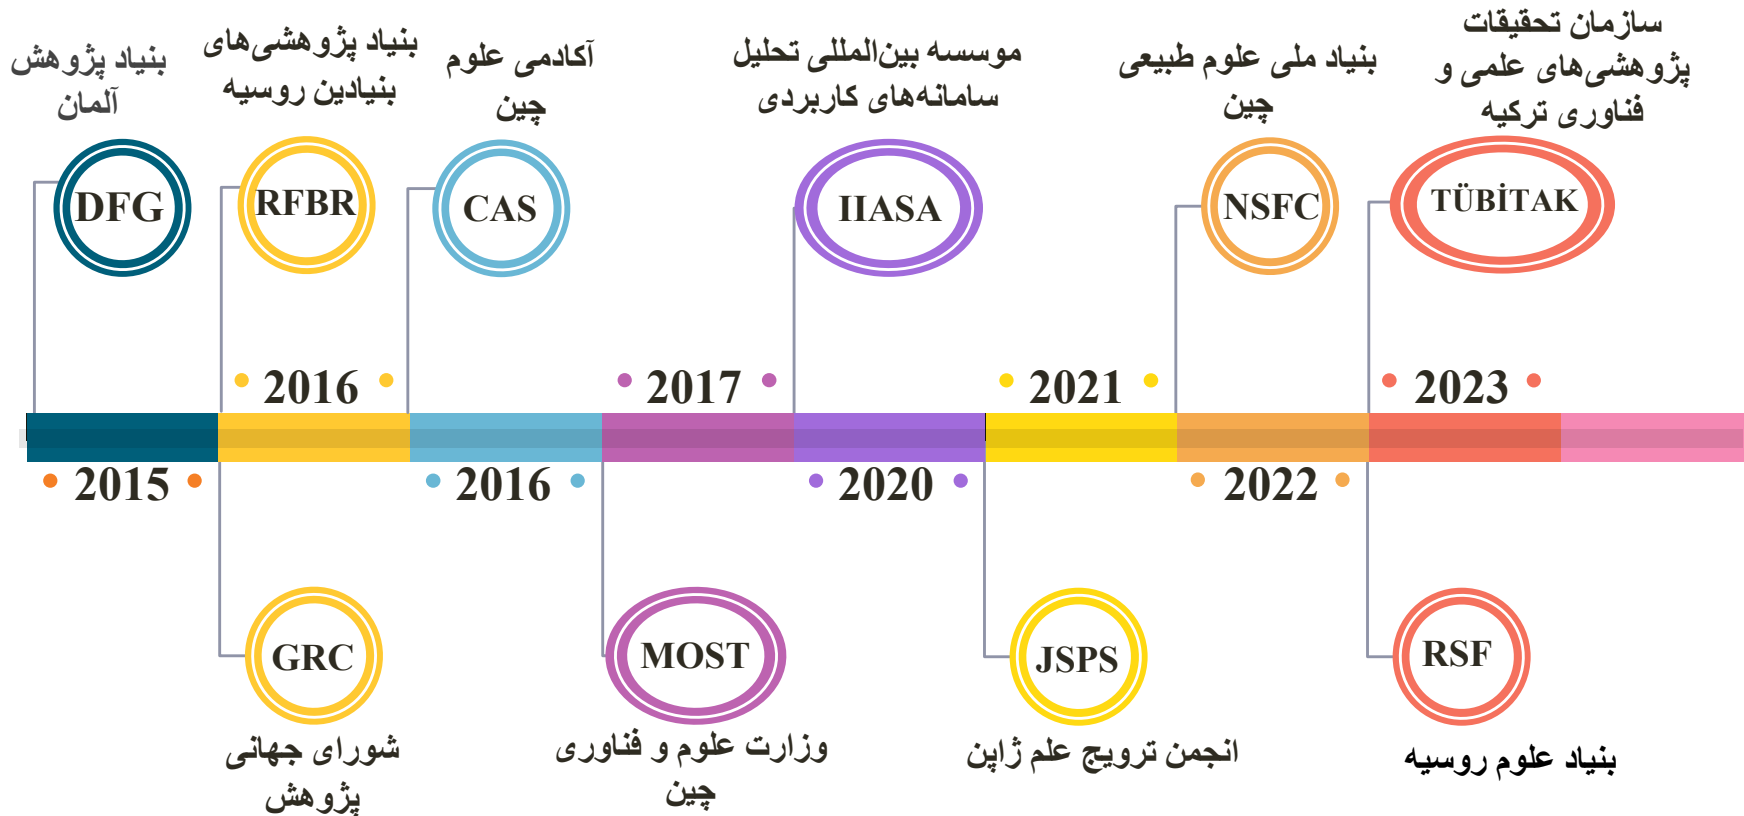 بنیاد پژوهش
آلمان
DFG
بنیاد پژوهشی‌های
بنیادین روسیه
RFBR
آکادمی علوم
چین
CAS
موسسه بین‌المللی تحلیل
سامانه‌های کاربردی
IIASA
بنیاد ملی علوم طبیعی
چین
NSFC
سازمان تحقیقات
پژوهشی‌های علمی و
فناوری ترکیه
TÜBİTAK
2016
2017
2021
2023
2015
2016
2020
2022
GRC
شورای جهانی
پژوهش
MOST
وزارت علوم و فناوری
چین
JSPS
انجمن ترویج علم ژاپن
RSF
بنیاد علوم روسیه